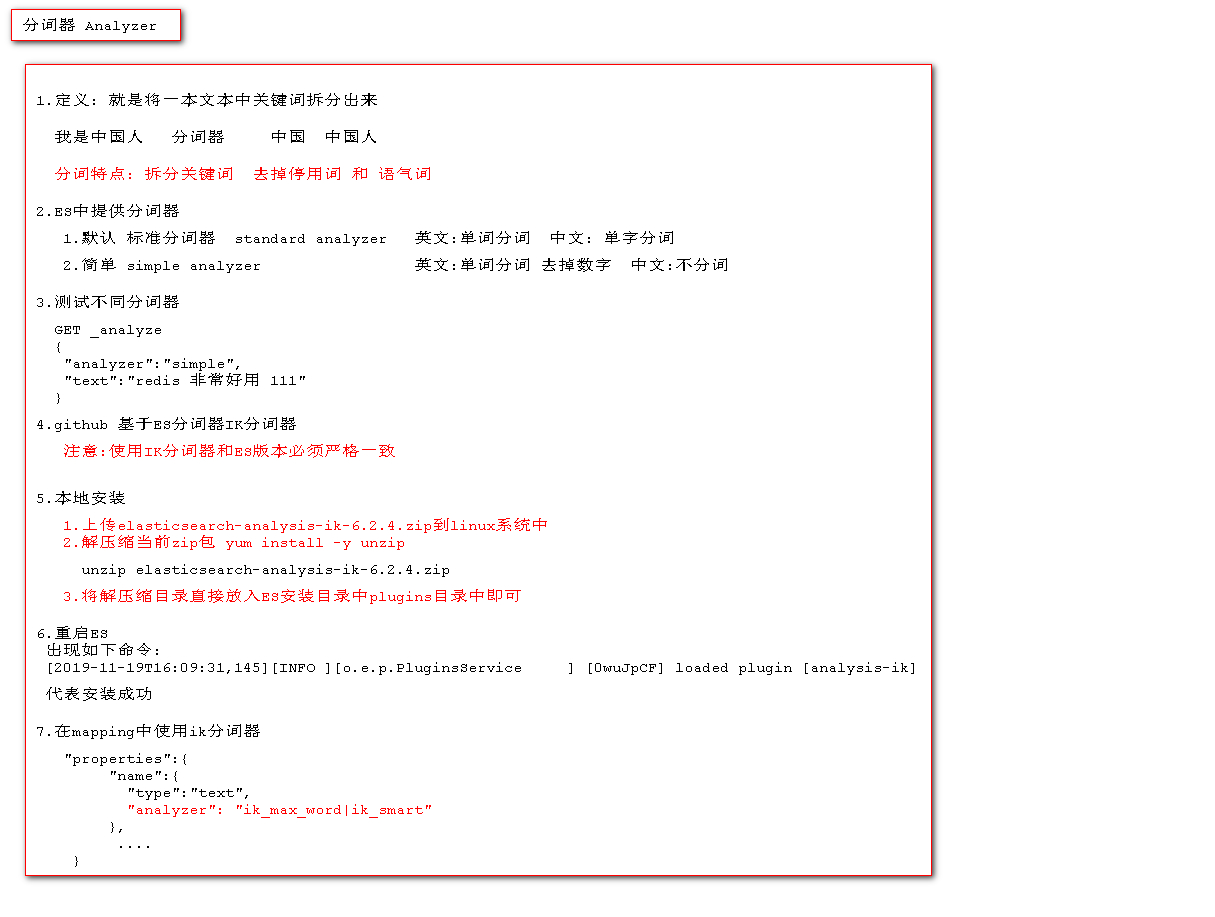 分词器 Analyzer
1.定义: 就是将一本文本中关键词拆分出来
我是中国人 分词器 中国 中国人
分词特点: 拆分关键词 去掉停用词 和 语气词
2.ES中提供分词器
1.默认 标准分词器 standard analyzer 英文:单词分词 中文: 单字分词
2.简单 simple analyzer 英文:单词分词 去掉数字 中文:不分词
3.测试不同分词器
GET _analyze
{
"analyzer":"simple",
"text":"redis 非常好用 111"
}
4.github 基于ES分词器IK分词器
注意:使用IK分词器和ES版本必须严格一致
5.本地安装
1.上传elasticsearch-analysis-ik-6.2.4.zip到linux系统中
2.解压缩当前zip包 yum install -y unzip
unzip elasticsearch-analysis-ik-6.2.4.zip
3.将解压缩目录直接放入ES安装目录中plugins目录中即可
6.重启ES
出现如下命令:
[2019-11-19T16:09:31,145][INFO ][o.e.p.PluginsService     ] [0wuJpCF] loaded plugin [analysis-ik]
代表安装成功
7.在mapping中使用ik分词器
"properties":{
"name":{
"type":"text",
"analyzer": "ik_max_word|ik_smart"
},
....
}